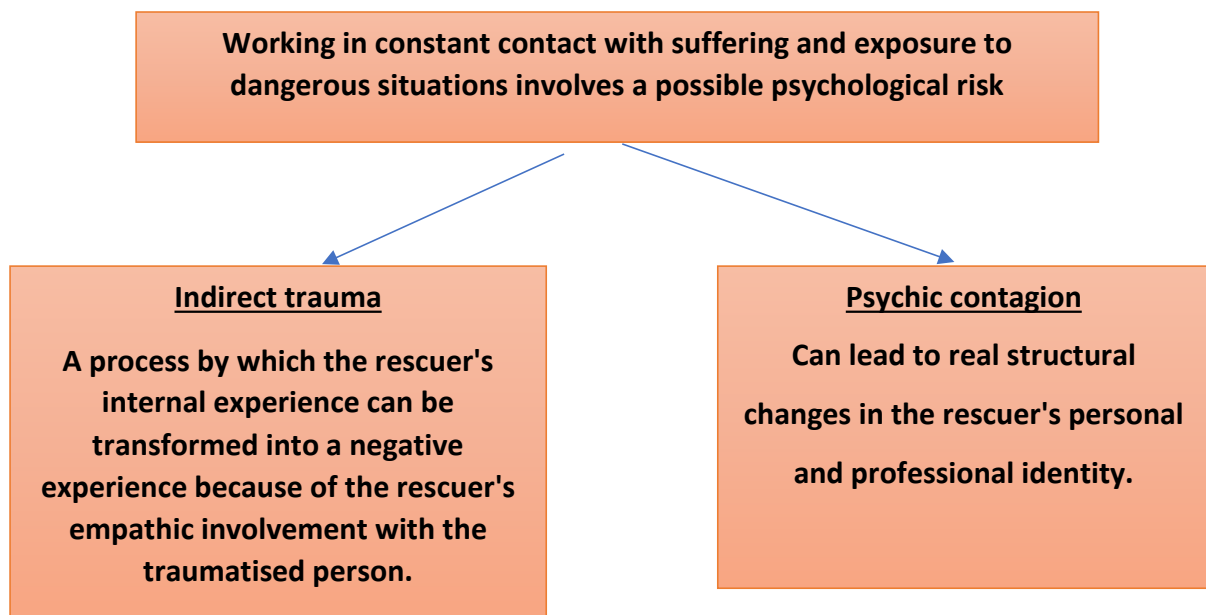 Working in constant contact with suffering and exposure to
dangerous situations involves a possible psychological risk
Indirect trauma
A process by which the rescuer's
internal experience can be
transformed into a negative
experience because of the rescuer's
empathic involvement with the
traumatised person.
Psychic contagion
Can lead to real structural
changes in the rescuer's personal
and professional identity.